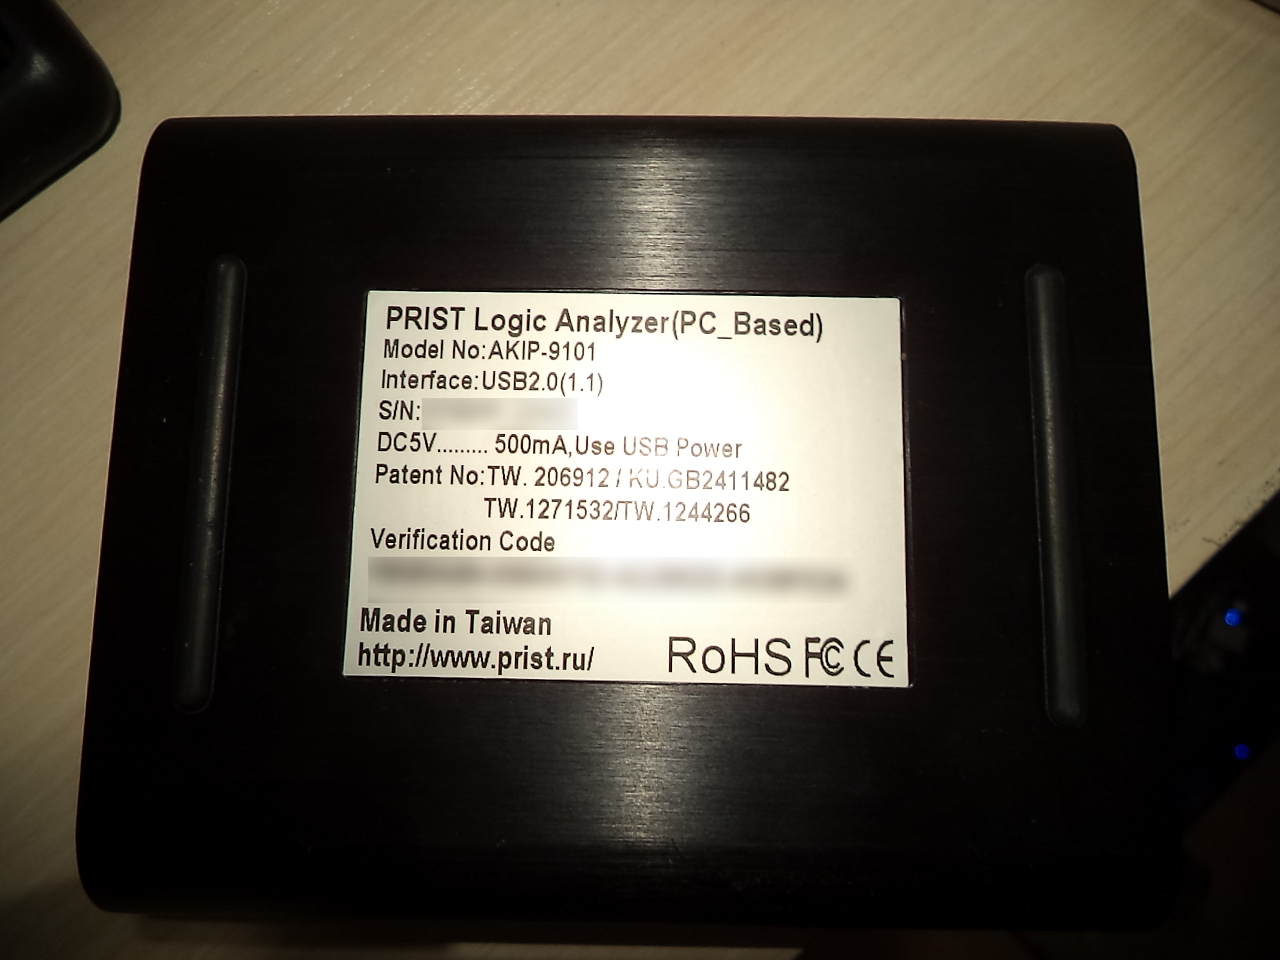 PRIST Logic Analyzer(PC_Based)
Model No:AKIP-9101
Interface:USB2.0(1.1)
S/N:
DC5V......... 500mA,Use USB Power
Patent No:TW. 206912 / KU.GB2411482
TW.1271532/TW.1244266
Verification Code
Made in Taiwan
http://www.prist.ru/ RoHS FC CE